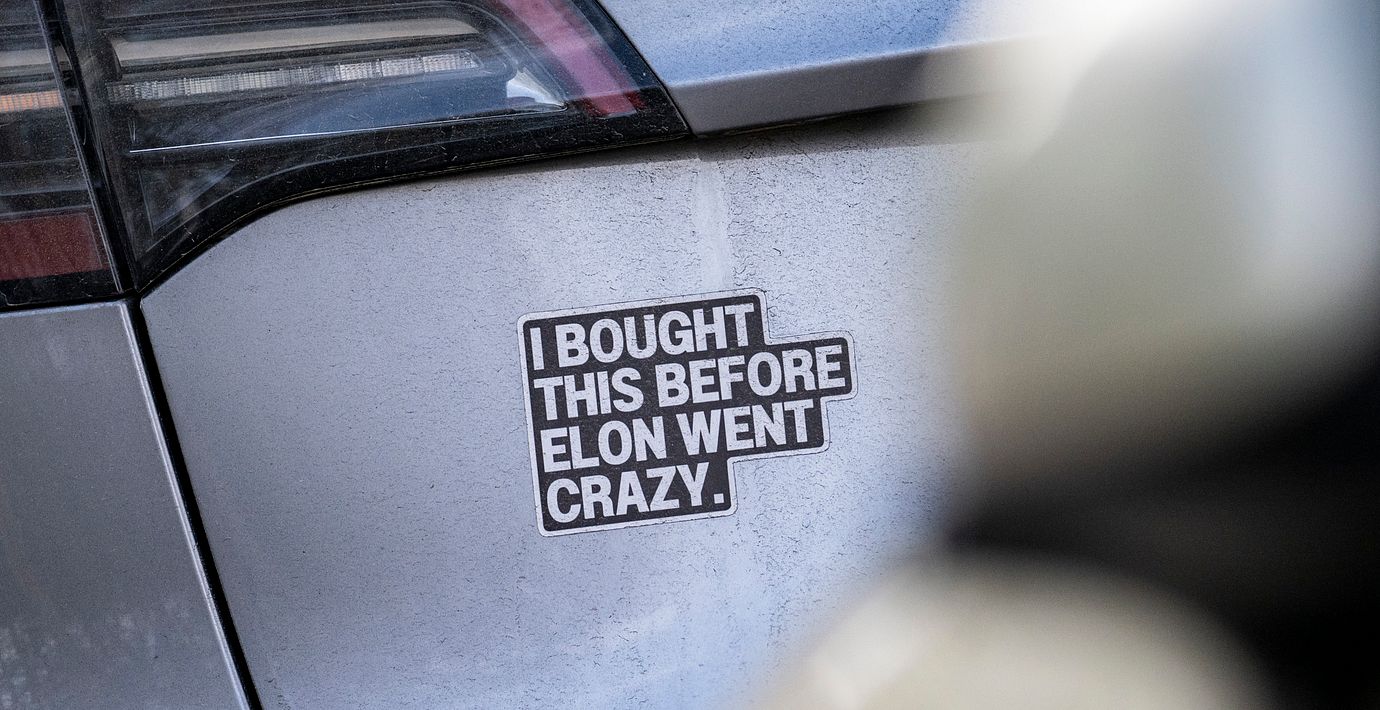 I BOUGHT
THIS BEFORE
ELON WENT
CRAZY.